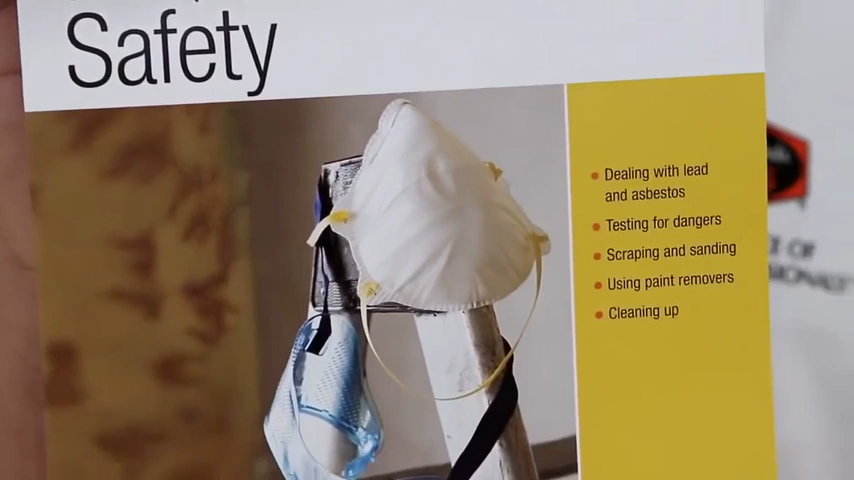 Safety
• Dealing with lead
and asbestos
• Testing for dangers
• Scraping and sanding
• Using paint removers
• Cleaning up